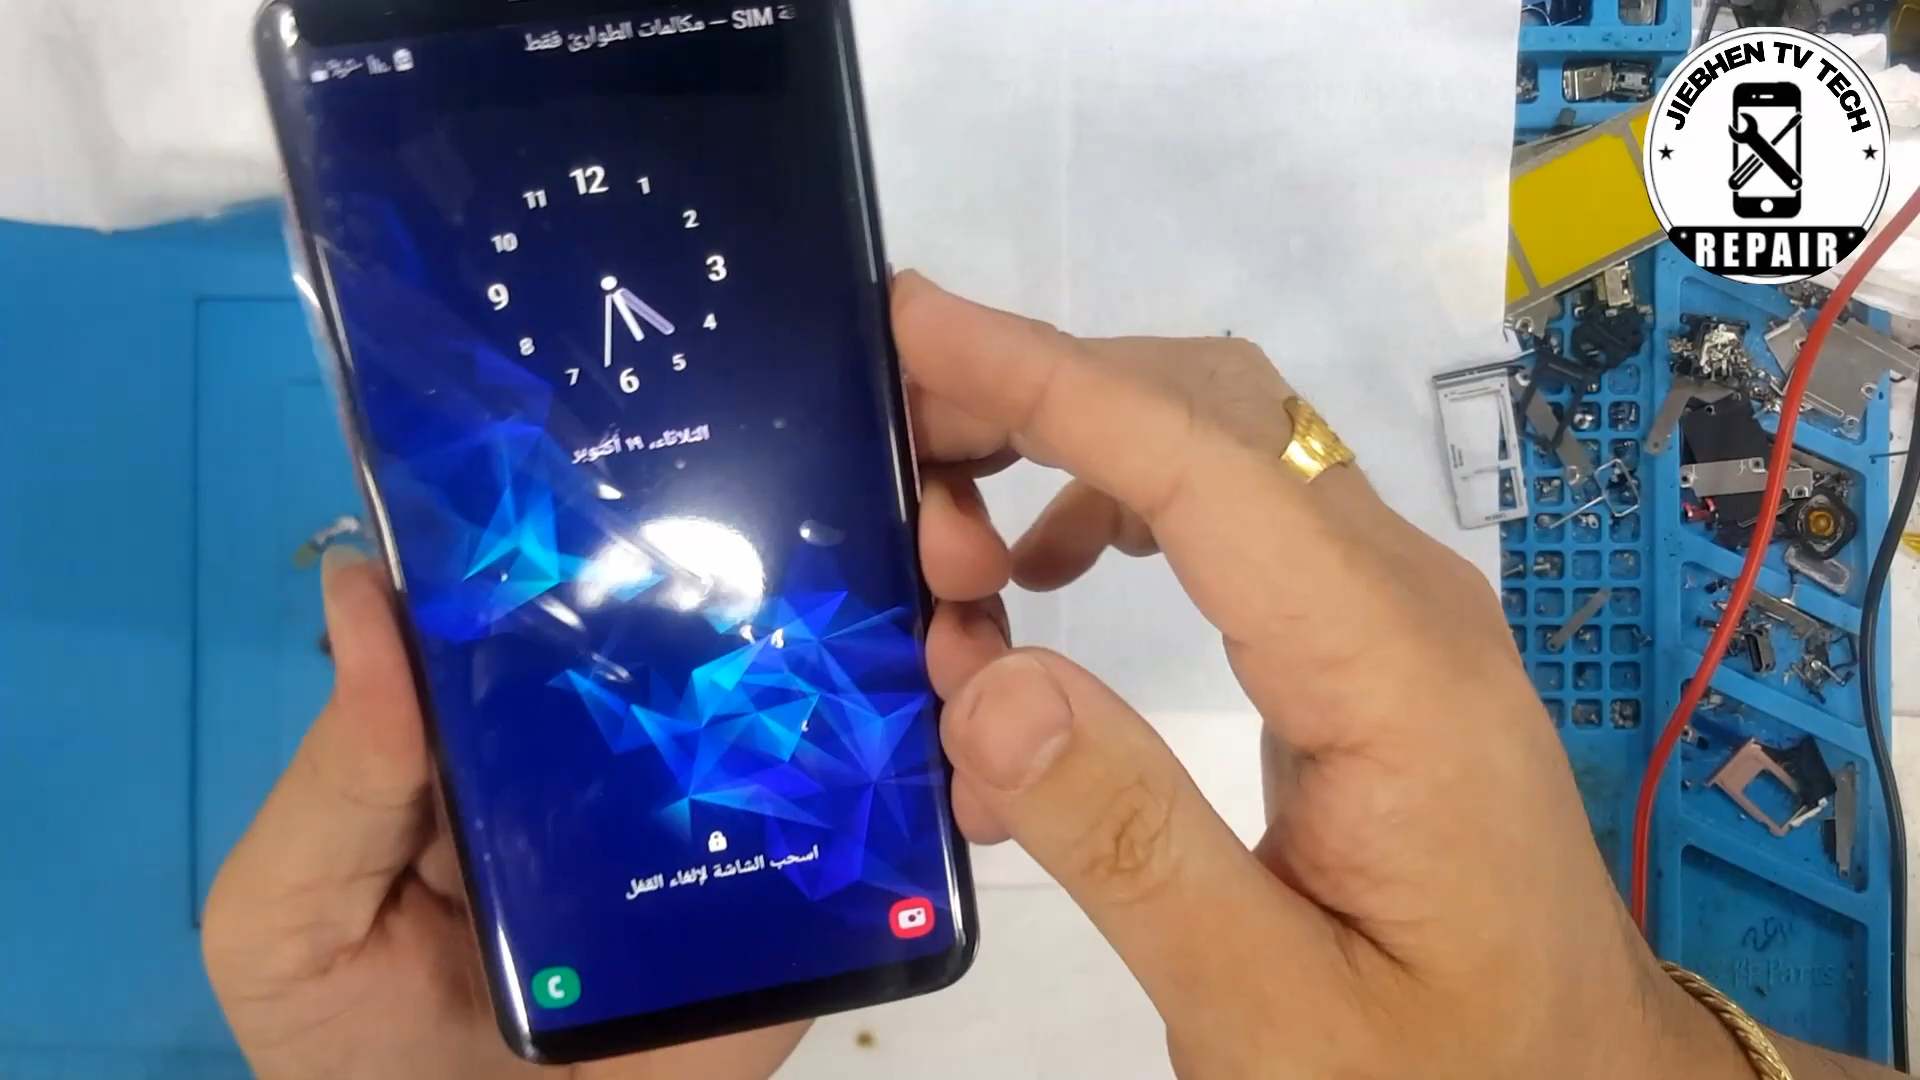 SIM – مكالمات الطوارئ فقط
12
11
1
10
2
9
3
8
4
7
5
6
الثلاثاء، ١٩ أكتوبر
اسحب الشاشة لإلغاء القفل
JIEBHEN TV TECH
REPAIR
Parts